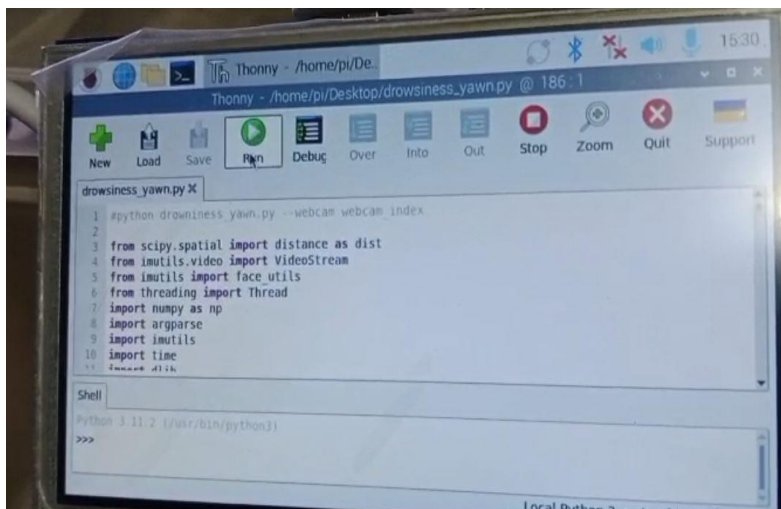 Thonny - /home/pi/De..
15:30
Thonny - /home/pi/Desktop/drowsiness_yawn.py @ 186:1
New Load Save Run Debug Over Into Out Stop Zoom Quit Support
drowsiness_yawn.py
1 #python drowniness_yawn.py --webcam webcam_index
2
3 from scipy.spatial import distance as dist
4 from imutils.video import VideoStream
5 from imutils import face_utils
6 from threading import Thread
7 import numpy as np
8 import argparse
9 import imutils
10 import time
11 import dlib
Shell
Python 3.11.2 (/usr/bin/python3)
>>>
Local Python 3